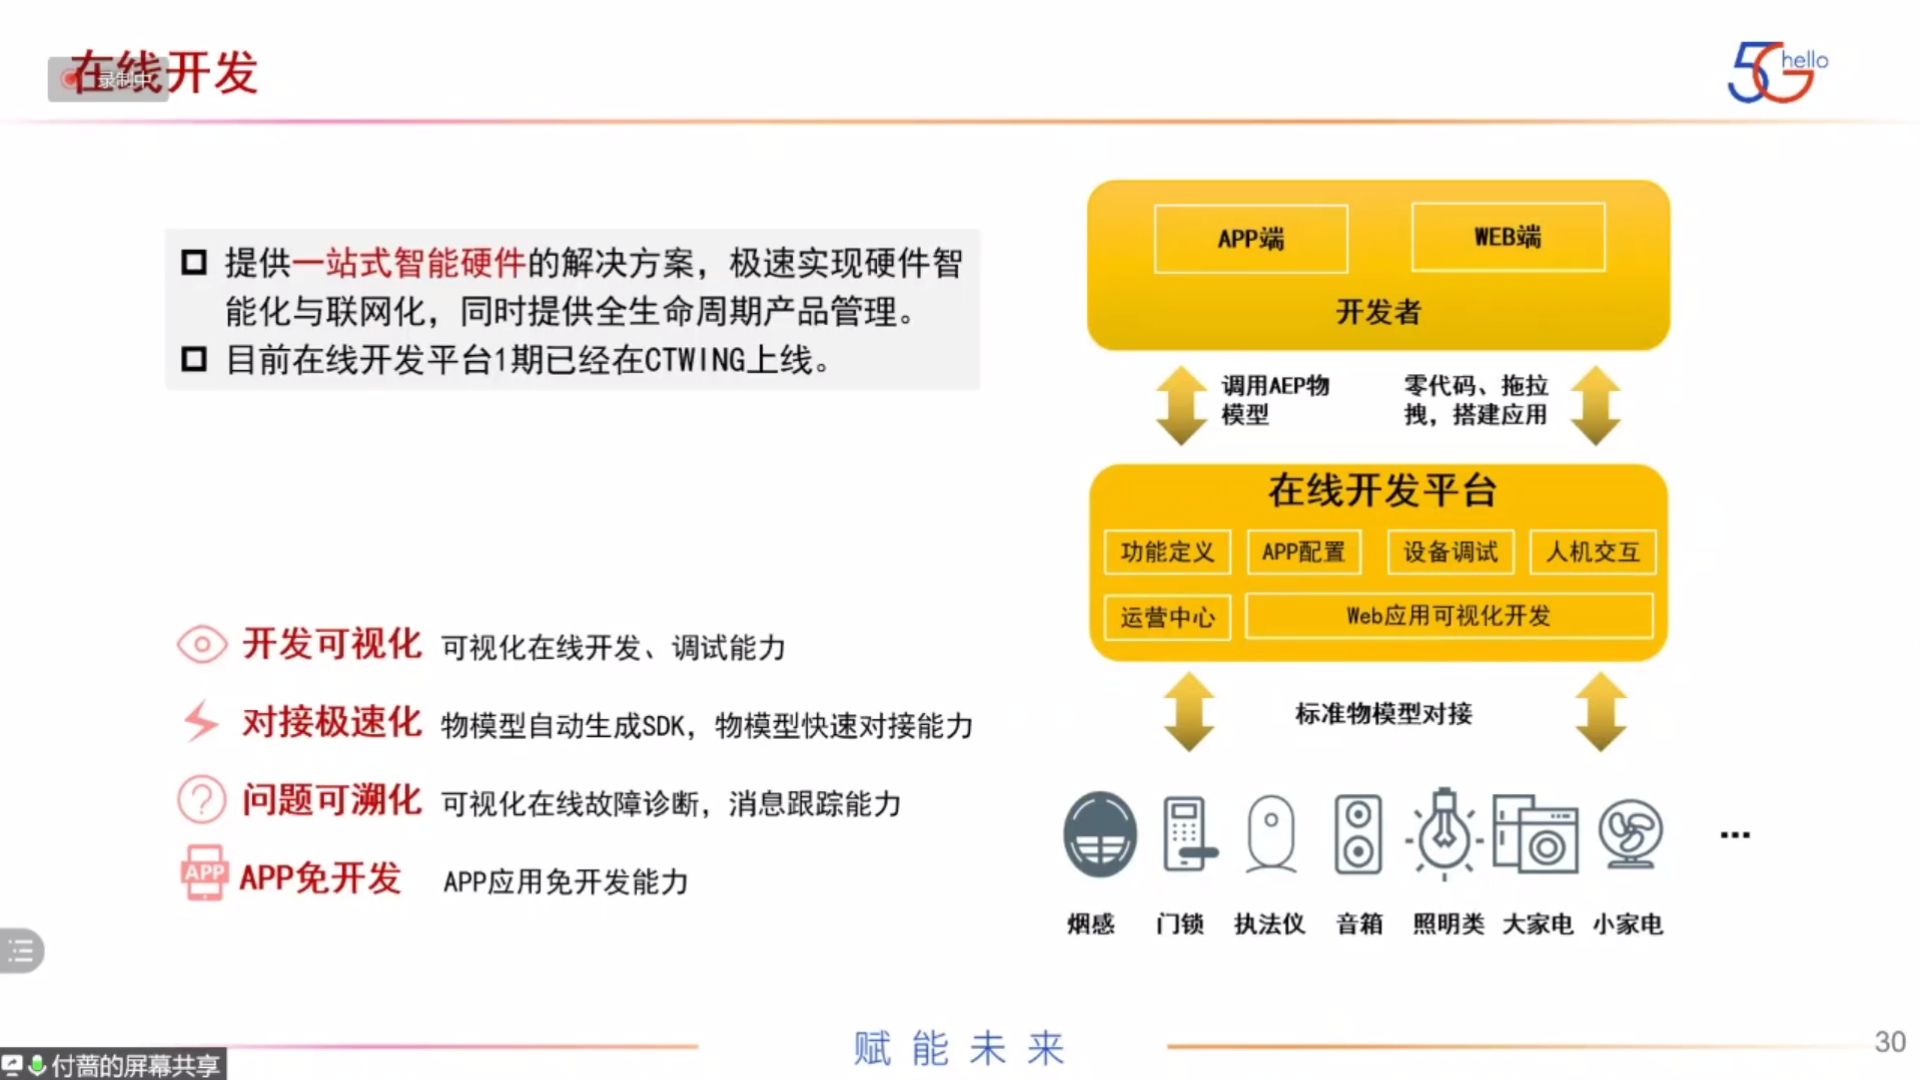 在线开发
录制中
5G hello
提供一站式智能硬件的解决方案，极速实现硬件智
能化与联网化，同时提供全生命周期产品管理。
目前在线开发平台1期已经在CTWING上线。
开发可视化 可视化在线开发、调试能力
对接极速化 物模型自动生成SDK，物模型快速对接能力
问题可溯化 可视化在线故障诊断，消息跟踪能力
APP
APP免开发 APP应用免开发能力
APP端 WEB端
开发者
调用AEP物
模型
零代码、拖拉
拽，搭建应用
在线开发平台
功能定义 APP配置 设备调试 人机交互
运营中心 Web应用可视化开发
标准物模型对接
...
烟感 门锁 执法仪 音箱 照明类 大家电 小家电
赋能未来
30
付蔷的屏幕共享